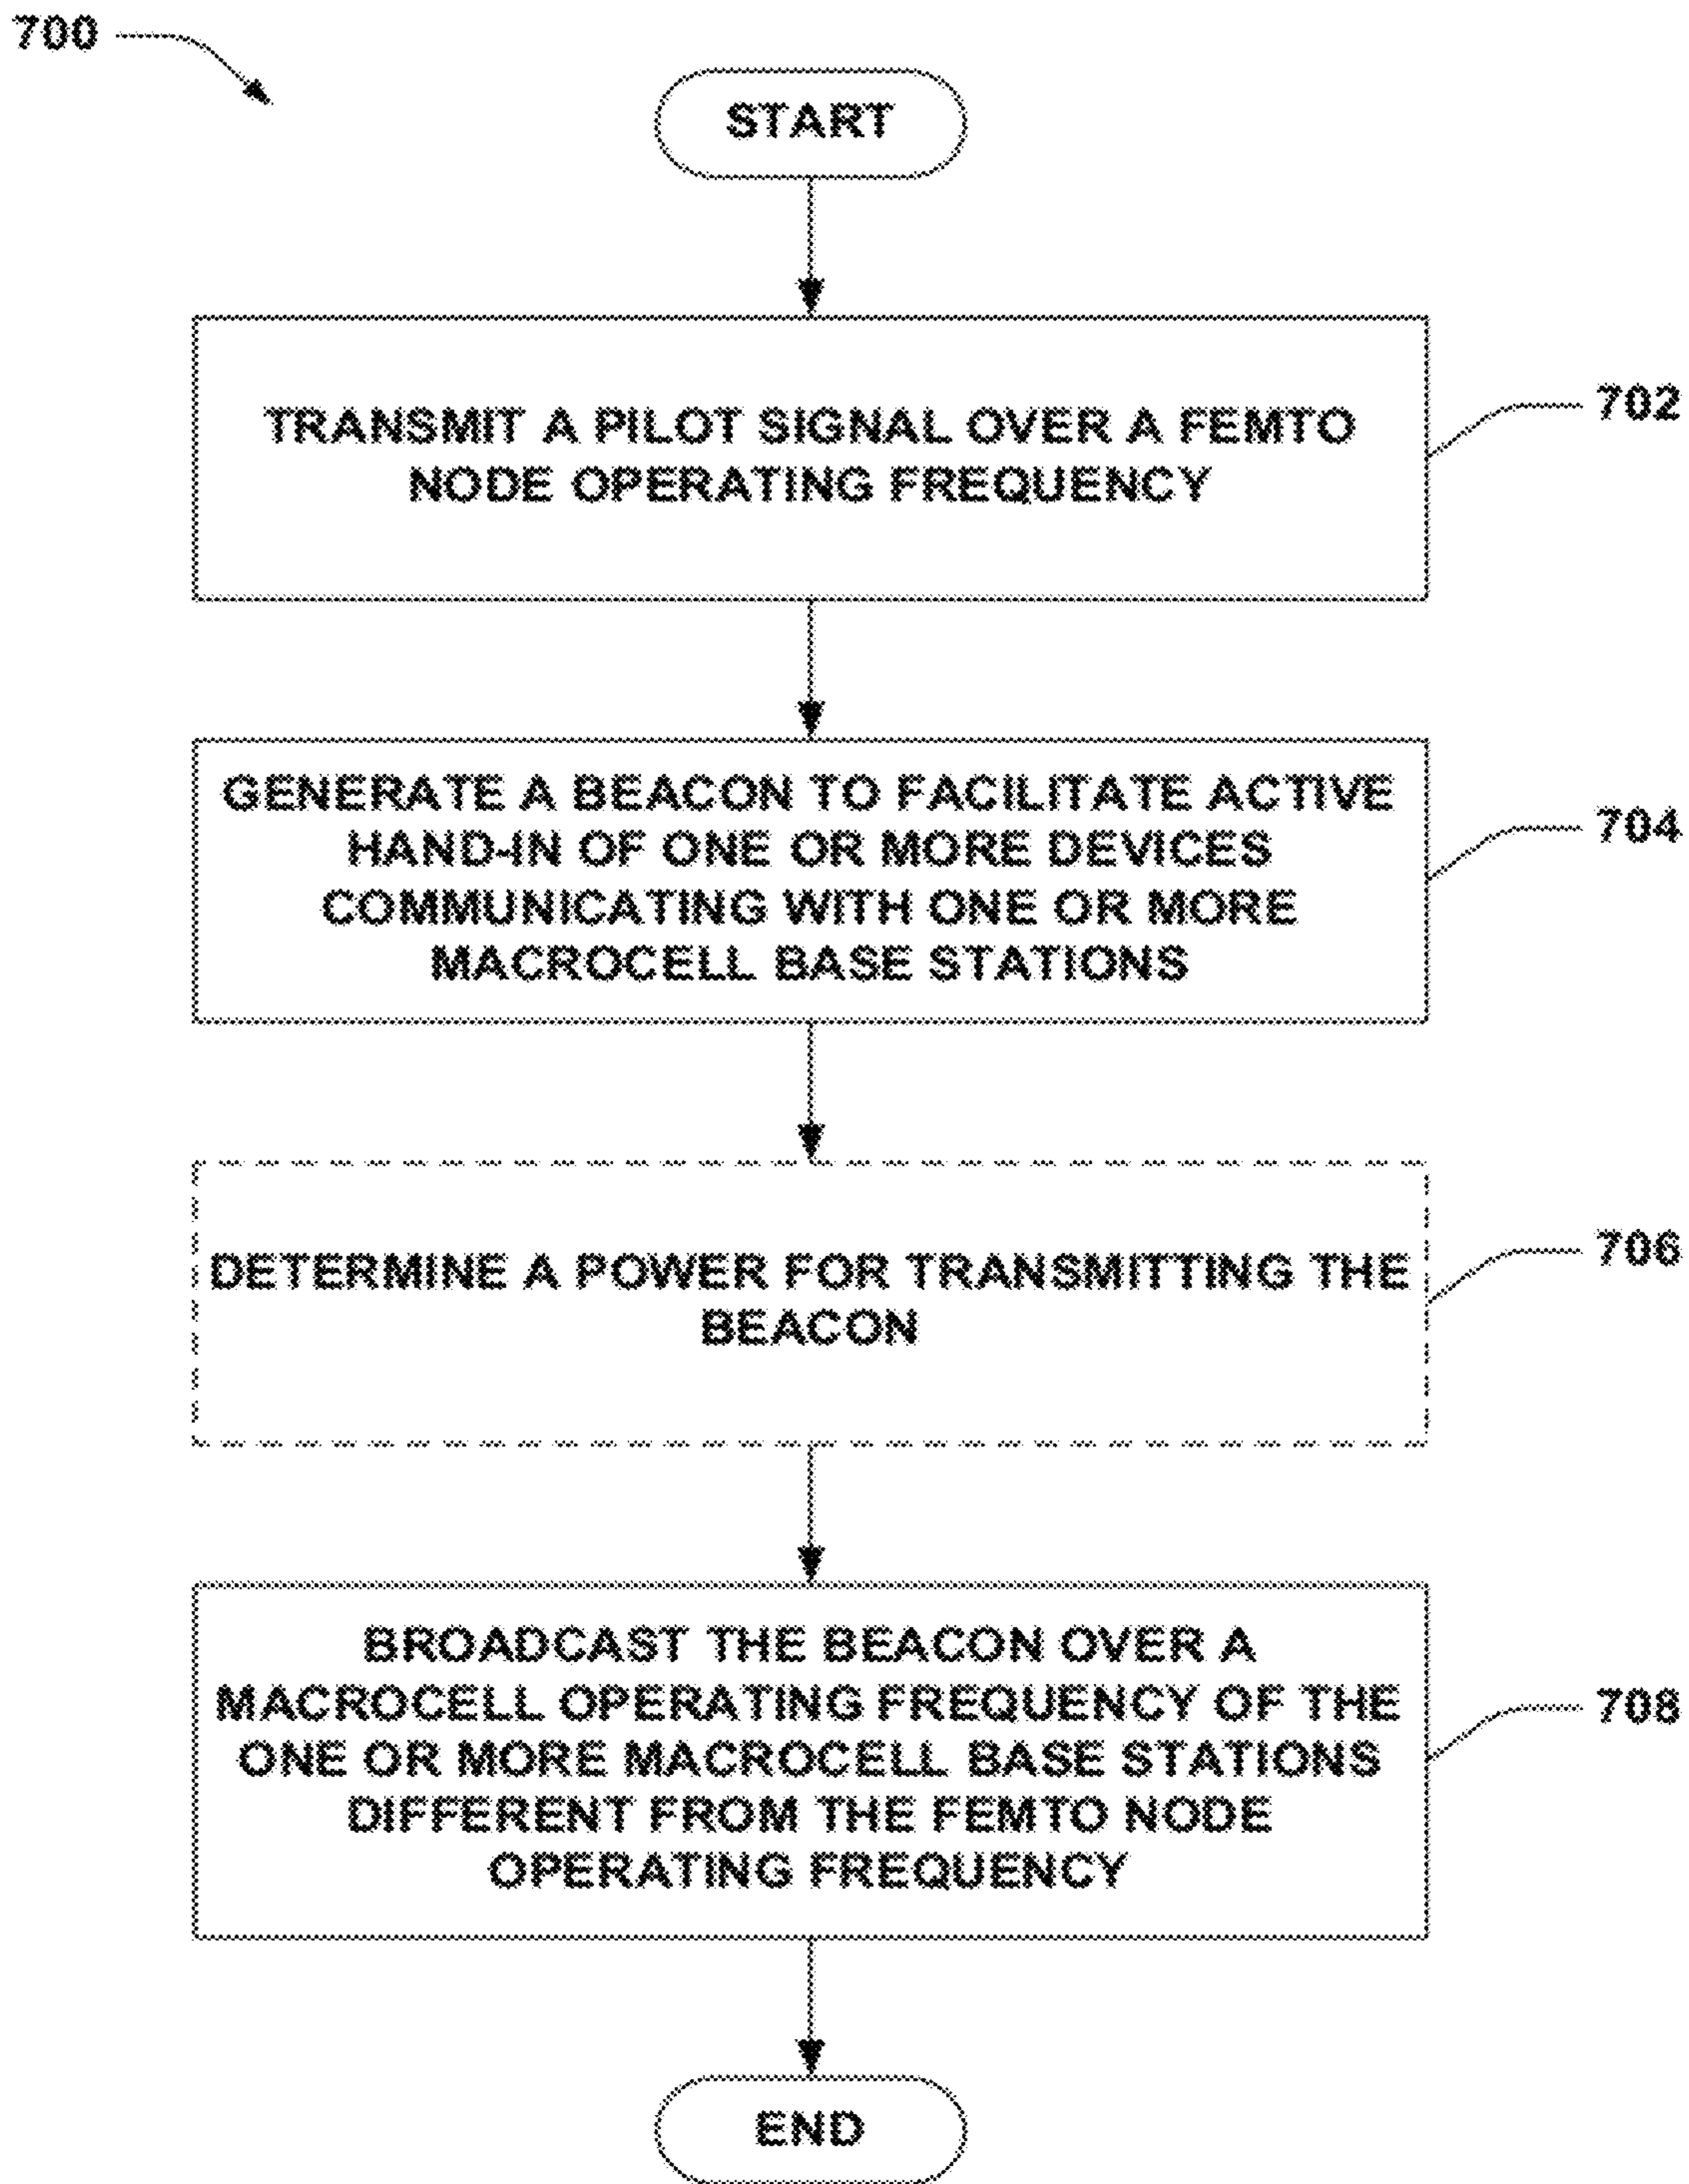 700
START
TRANSMIT A PILOT SIGNAL OVER A FEMTO
NODE OPERATING FREQUENCY
702
GENERATE A BEACON TO FACILITATE ACTIVE
HAND-IN OF ONE OR MORE DEVICES
COMMUNICATING WITH ONE OR MORE
MACROCELL BASE STATIONS
704
DETERMINE A POWER FOR TRANSMITTING THE
BEACON
706
BROADCAST THE BEACON OVER A
MACROCELL OPERATING FREQUENCY OF THE
ONE OR MORE MACROCELL BASE STATIONS
DIFFERENT FROM THE FEMTO NODE
OPERATING FREQUENCY
708
END